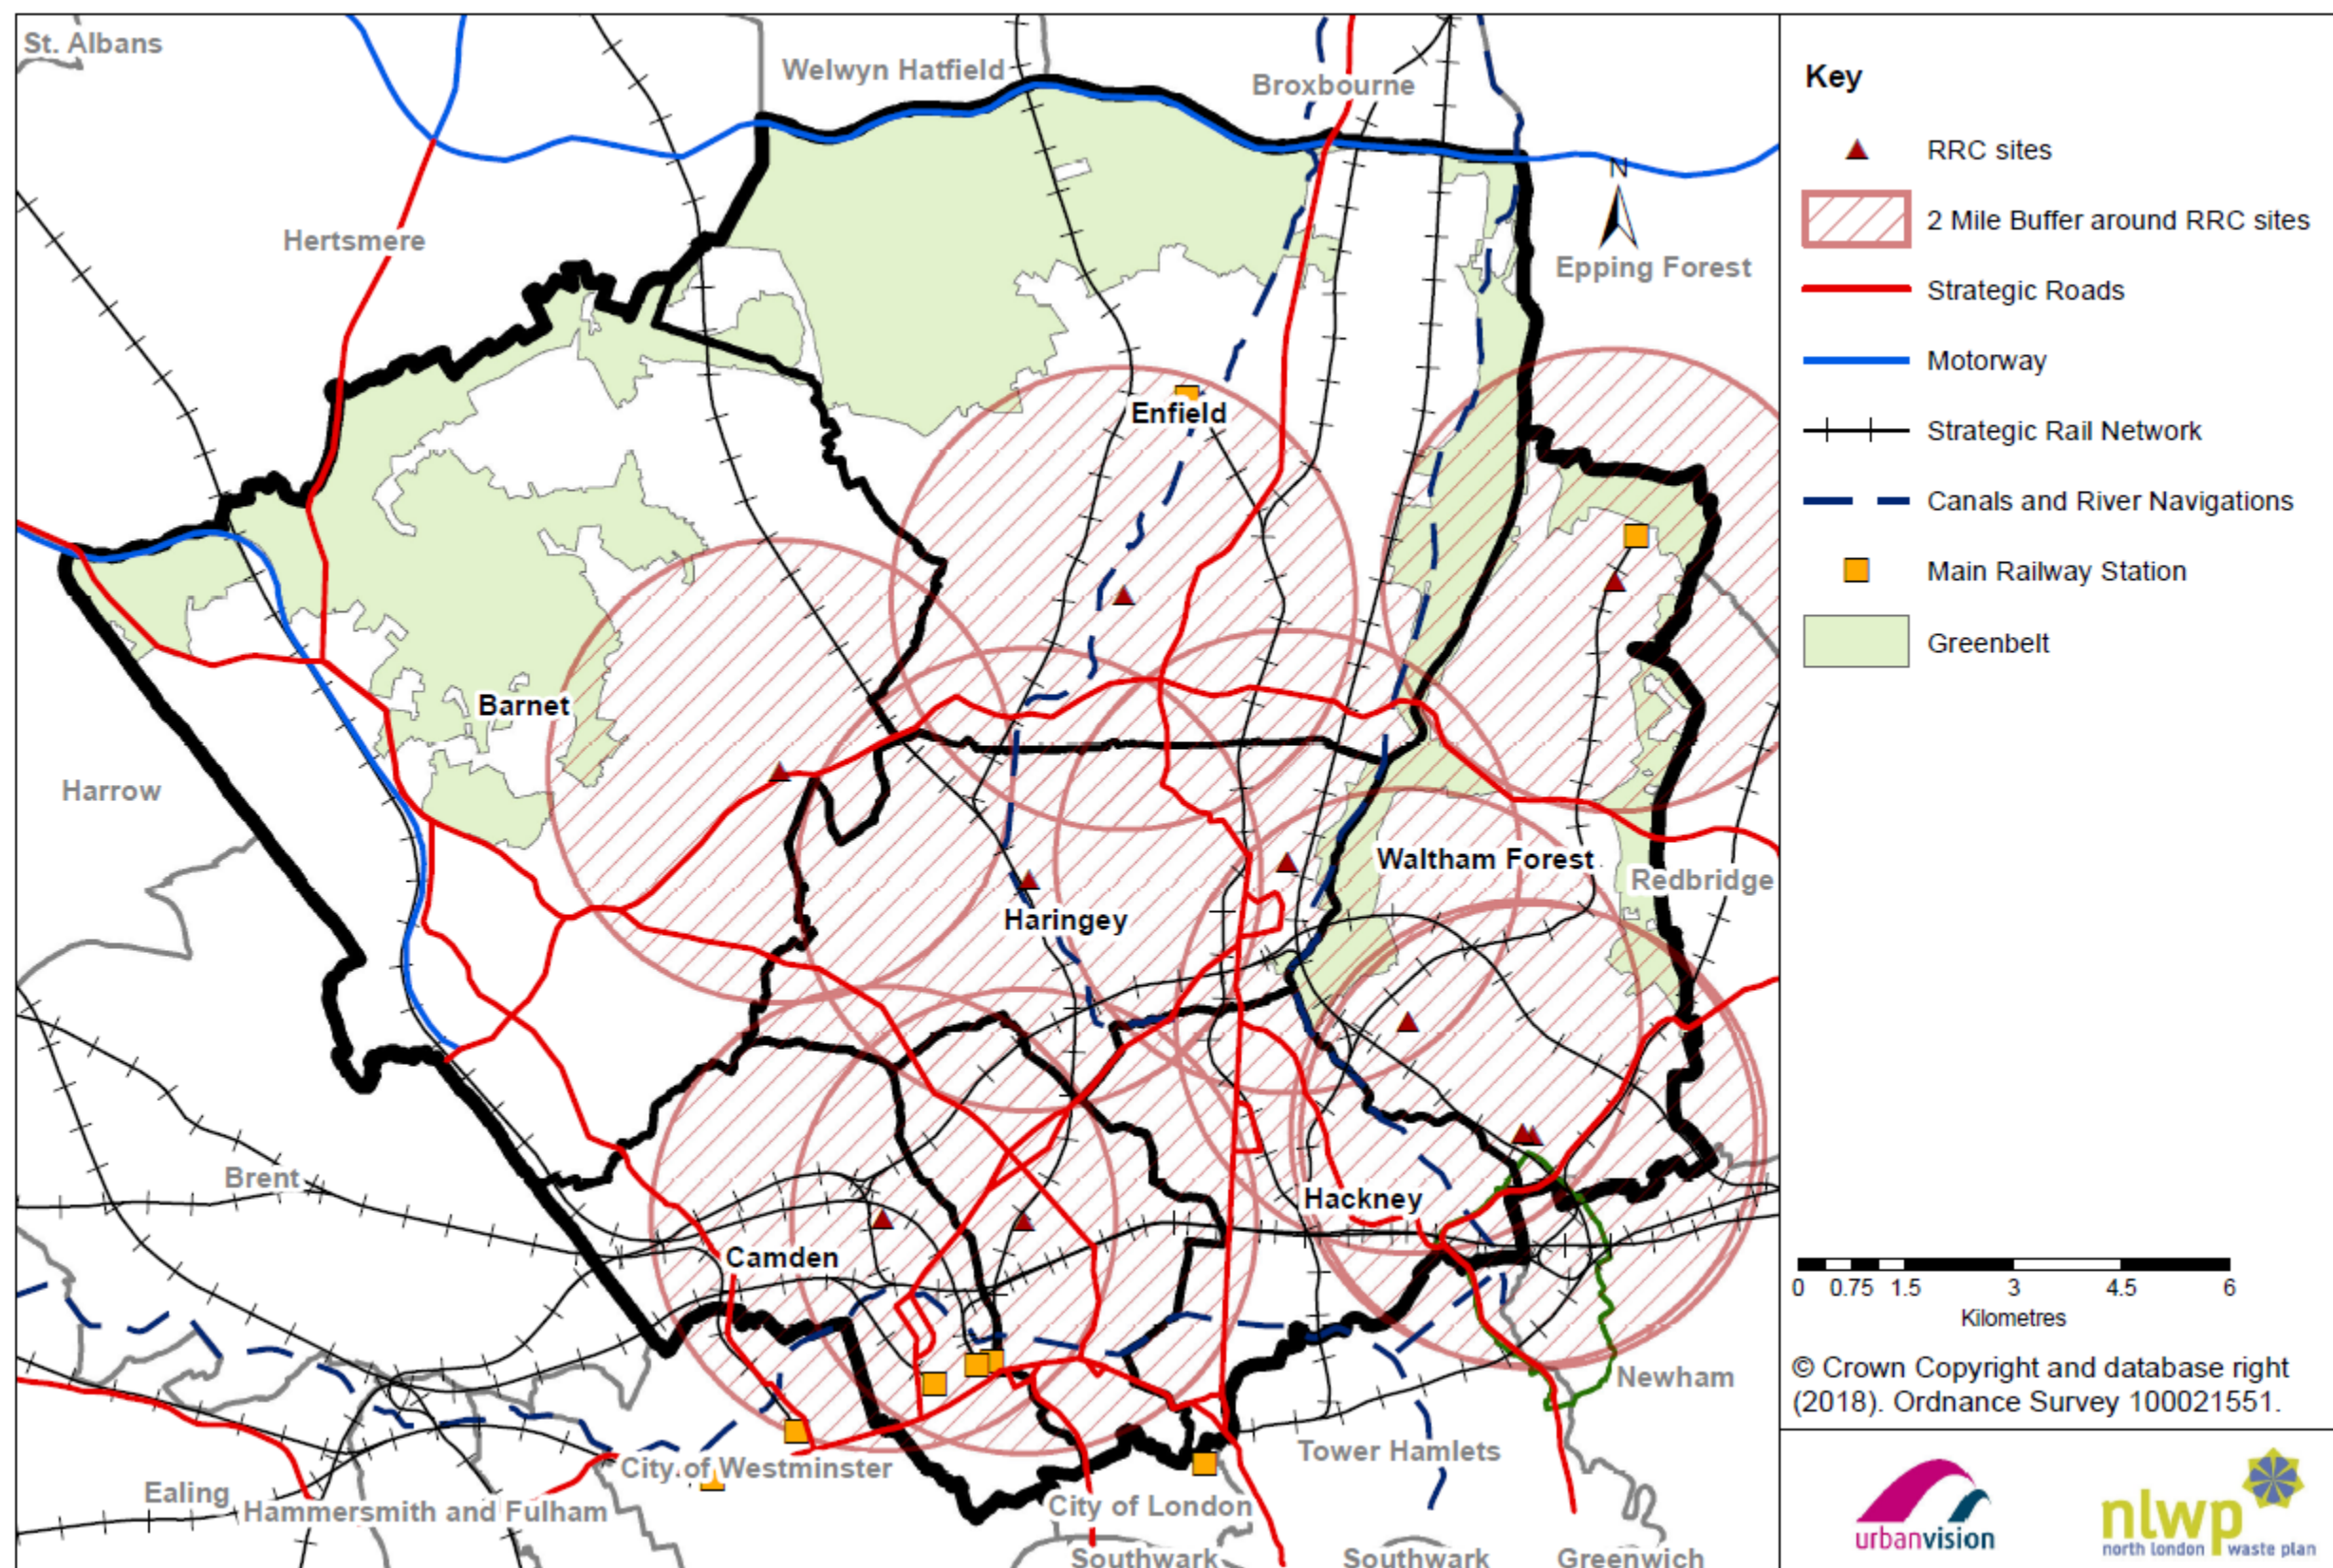 St. Albans
Welwyn Hatfield
Broxbourne
Hertsmere
N
Epping Forest
Enfield
Barnet
Harrow
Waltham Forest
Redbridge
Haringey
Brent
Hackney
Camden
Newham
Tower Hamlets
City of Westminster
Ealing
Hammersmith and Fulham
City of London
Southwark
Southwark
Greenwich
Key
RRC sites
2 Mile Buffer around RRC sites
Strategic Roads
Motorway
Strategic Rail Network
Canals and River Navigations
Main Railway Station
Greenbelt
0 0.75 1.5 3 4.5 6
Kilometres
© Crown Copyright and database right
(2018). Ordnance Survey 100021551.
urbanvision
nlwp
north london waste plan